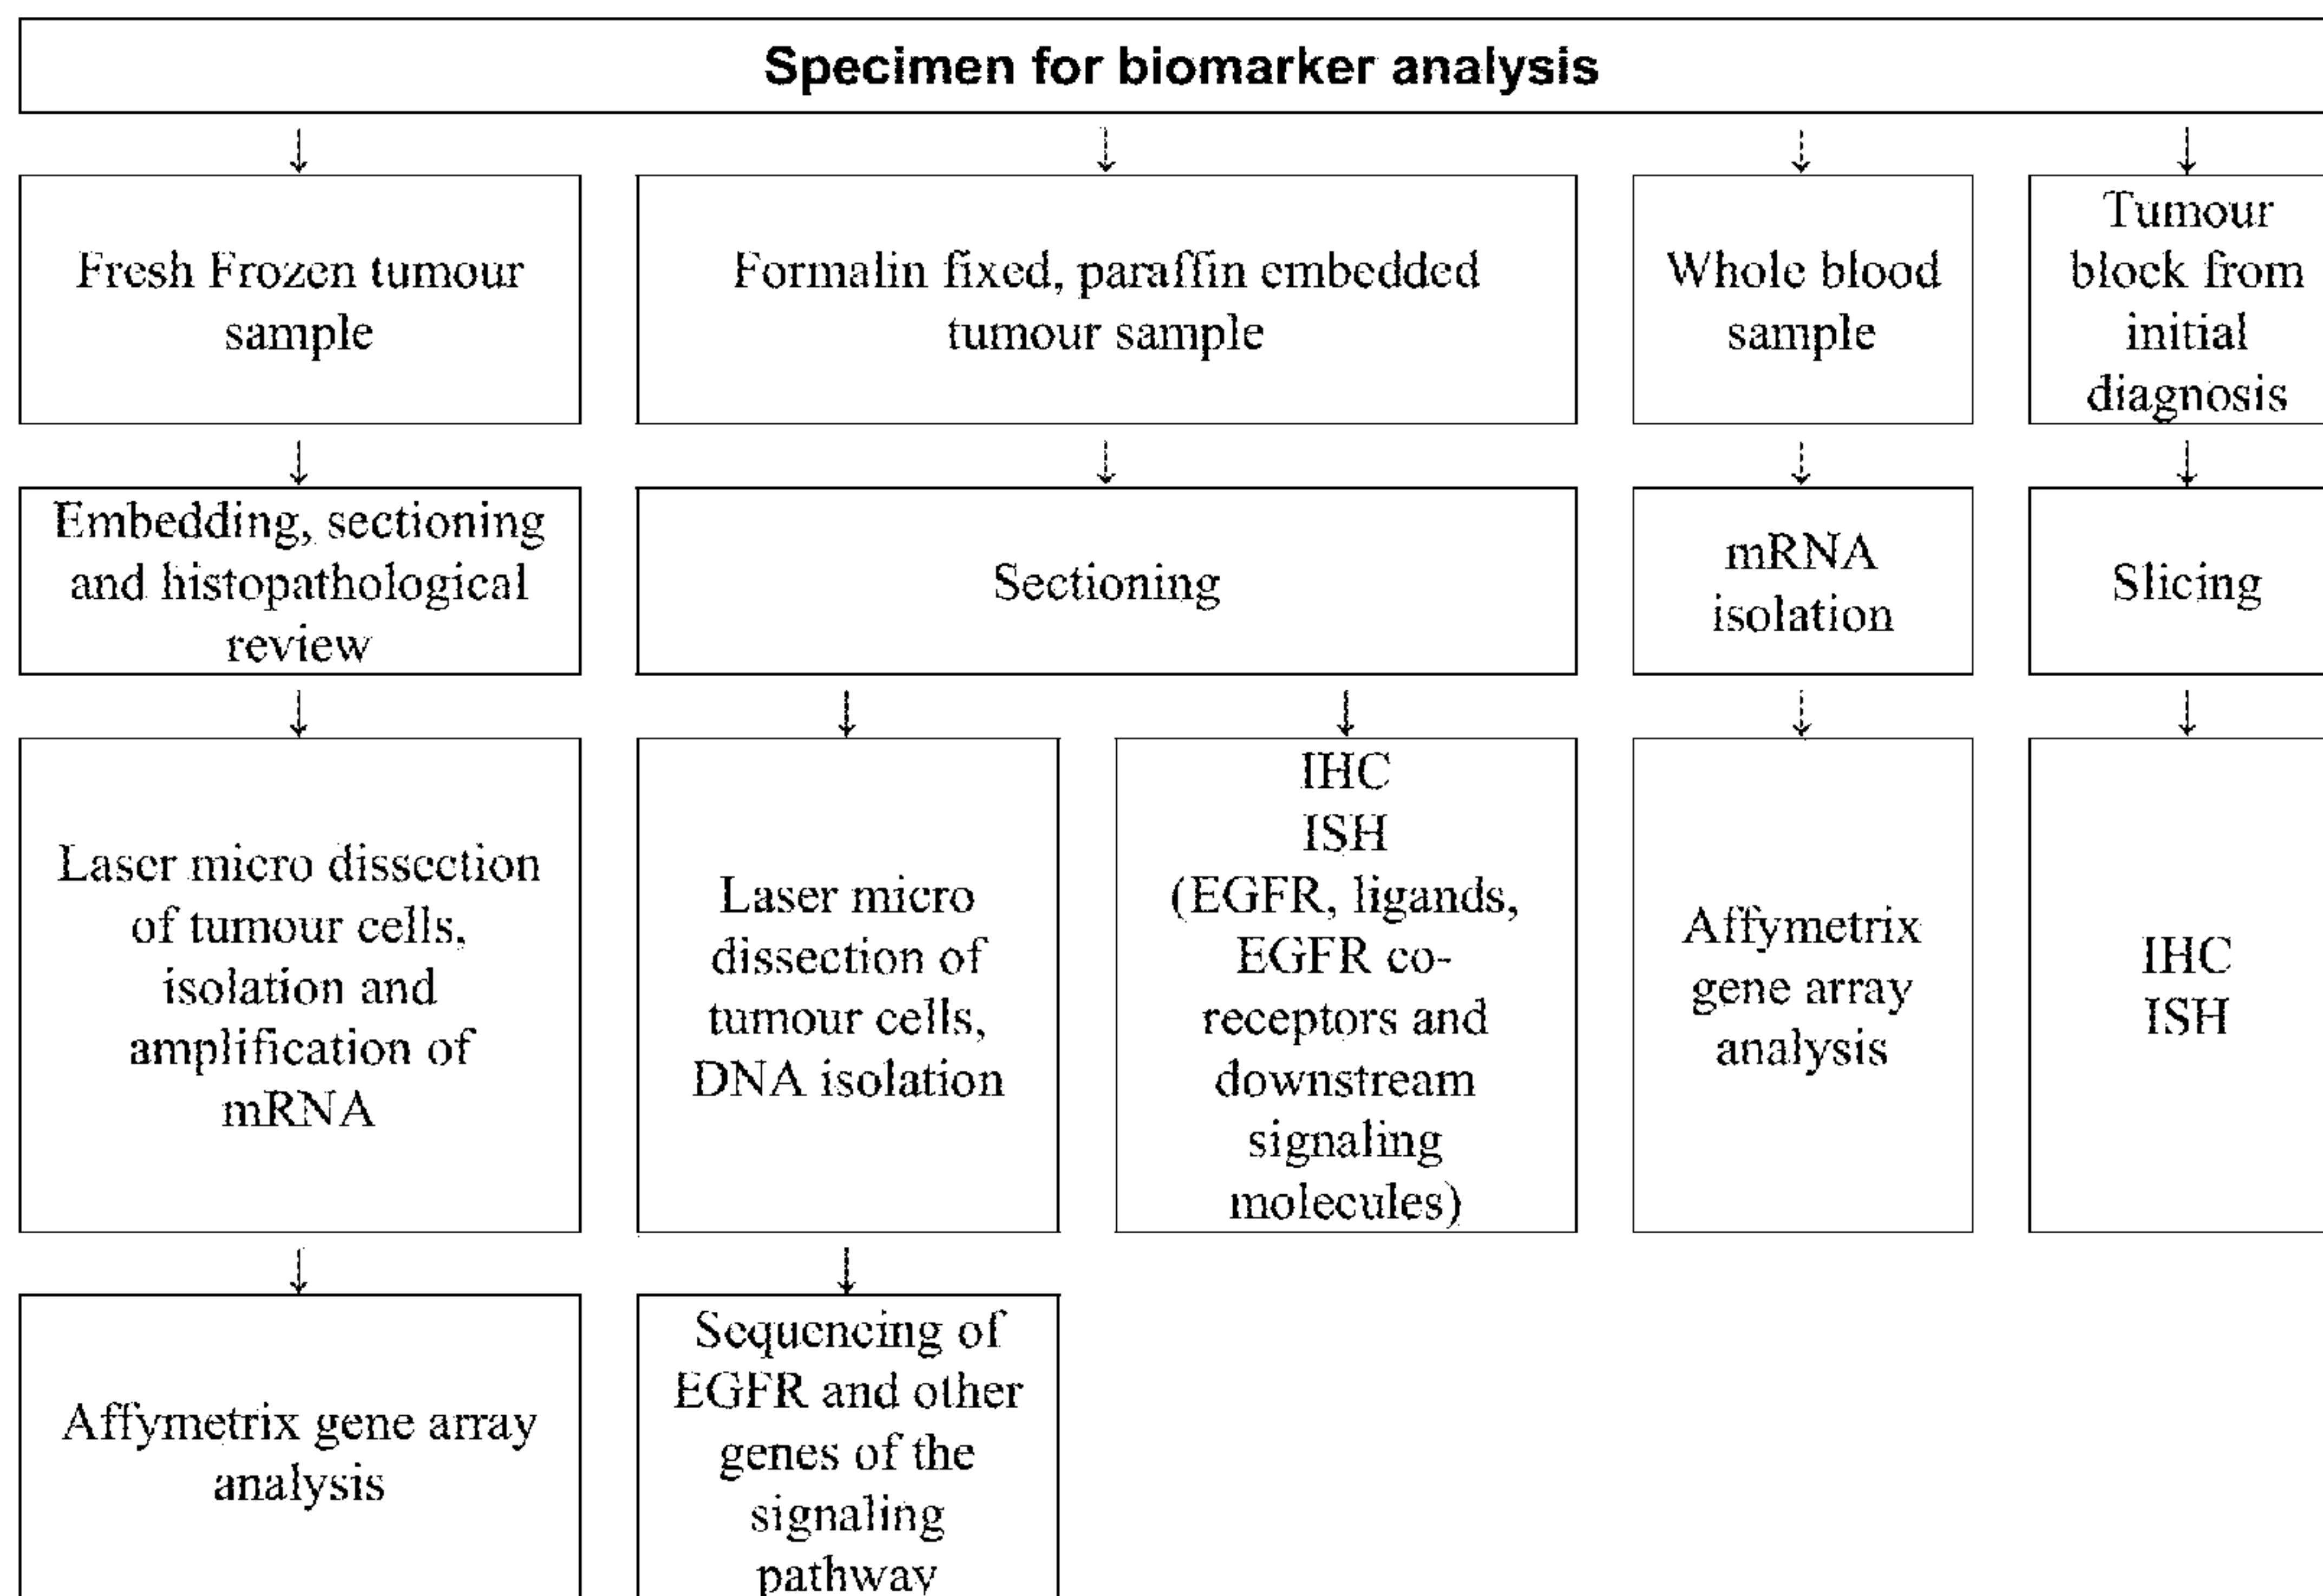 Specimen for biomarker analysis
Fresh Frozen tumour
sample
Formalin fixed, paraffin embedded
tumour sample
Whole blood
sample
Tumour
block from
initial
diagnosis
Embedding, sectioning
and histopathological
review
Sectioning
mRNA
isolation
Slicing
Laser micro dissection
of tumour cells,
isolation and
amplification of
mRNA
Laser micro
dissection of
tumour cells,
DNA isolation
IHC
ISH
(EGFR, ligands,
EGFR co-
receptors and
downstream
signaling
molecules)
Affymetrix
gene array
analysis
IHC
ISH
Affymetrix gene array
analysis
Sequencing of
EGFR and other
genes of the
signaling
pathway